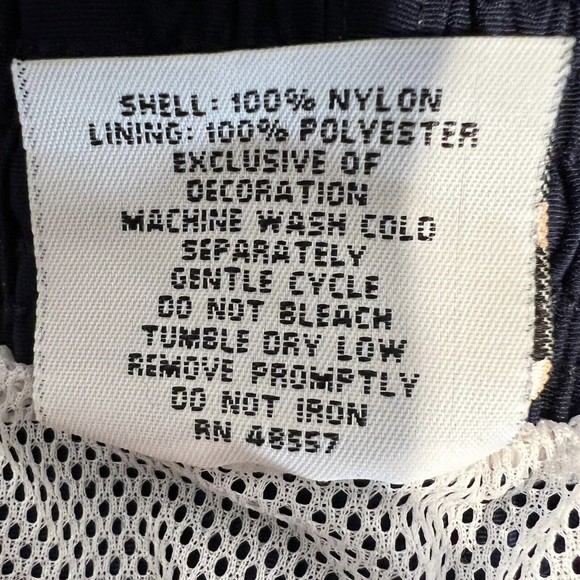 SHELL: 100% NYLON
LINING: 100% POLYESTER
EXCLUSIVE OF
DECORATION
MACHINE WASH COLD
SEPARATELY
GENTLE CYCLE
DO NOT BLEACH
TUMBLE DRY LOW
REMOVE PROMPTLY
DO NOT IRON
RN 48557